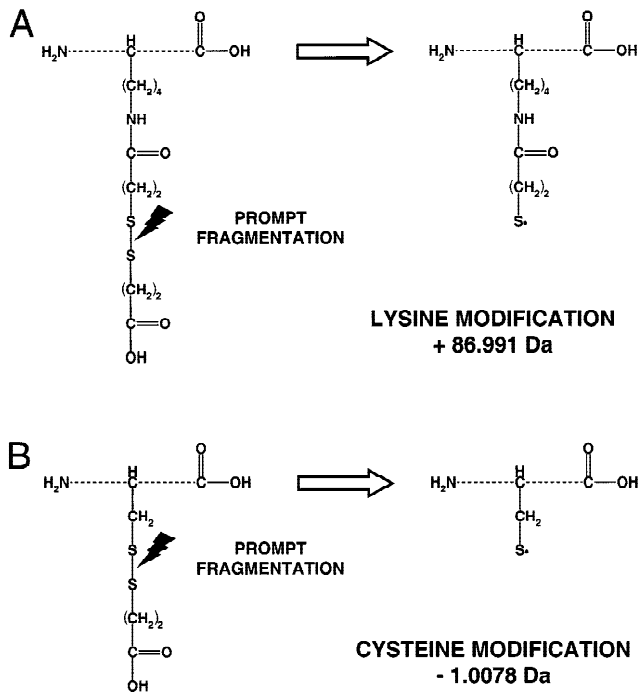 A
H₂N
H
C
O
C—OH
(CH₂)₄
NH
C=O
(CH₂)₂
S
S
(CH₂)₂
C=O
OH
PROMPT
FRAGMENTATION
H₂N
H
C
O
C—OH
(CH₂)₄
NH
C=O
(CH₂)₂
S•
LYSINE MODIFICATION
+ 86.991 Da
B
H₂N
H
C
O
C—OH
CH₂
S
S
(CH₂)₂
C=O
OH
PROMPT
FRAGMENTATION
H₂N
H
C
O
C—OH
CH₂
S•
CYSTEINE MODIFICATION
- 1.0078 Da